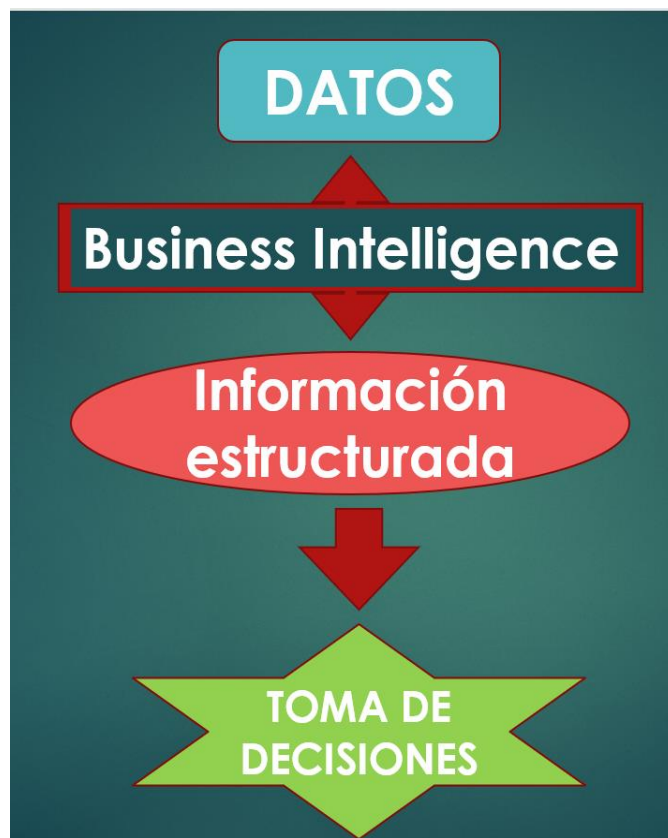 DATOS
Business Intelligence
Información
estructurada
TOMA DE
DECISIONES